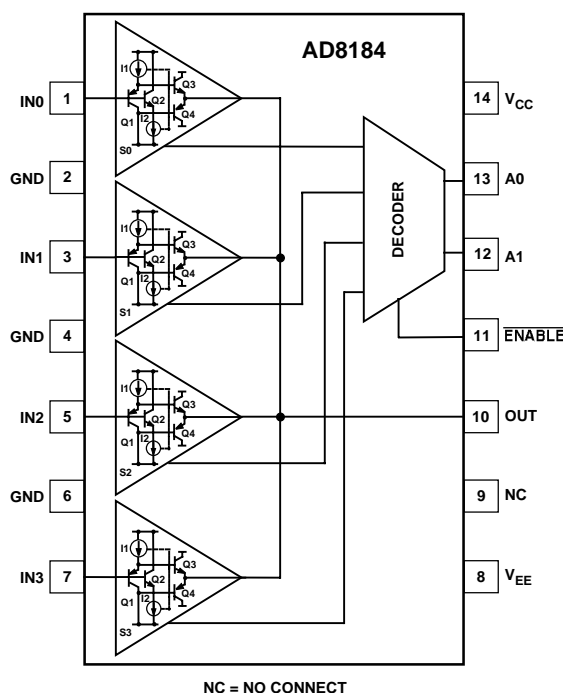 AD8184
IN0 1
GND 2
IN1 3
GND 4
IN2 5
GND 6
IN3 7
14 VCC
13 A0
12 A1
11 ENABLE
10 OUT
9 NC
8 VEE
I1
Q3
Q2
Q1
I2
Q4
S0
I1
Q3
Q2
Q1
I2
Q4
S1
I1
Q3
Q2
Q1
I2
Q4
S2
I1
Q3
Q2
Q1
I2
Q4
S3
DECODER
NC = NO CONNECT